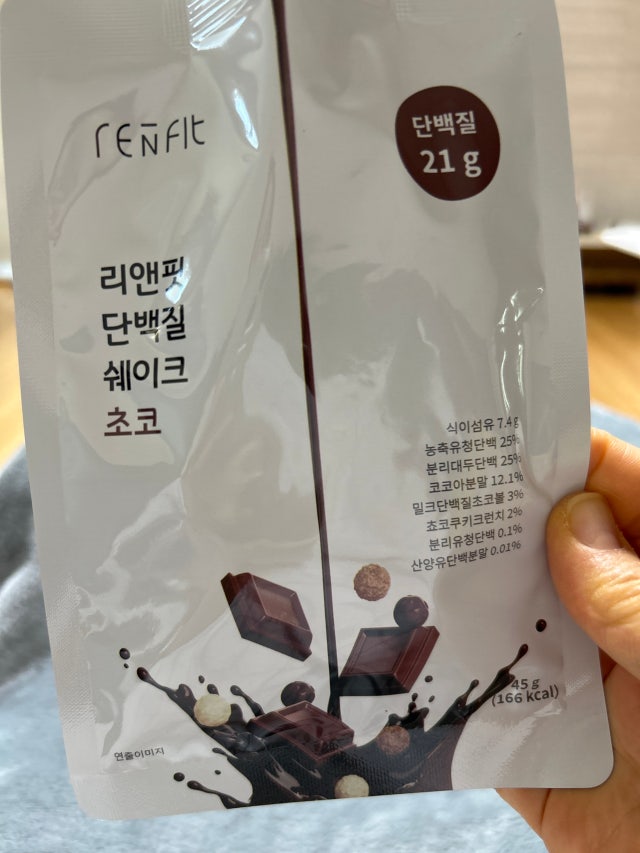 renfit
단백질
21 g
리앤핏
단백질
쉐이크
초코
식이섬유 7.4 g
농축유청단백 25%
분리대두단백 25%
코코아분말 12.1%
밀크단백질초코볼 3%
쵸코쿠키크런치 2%
분리유청단백 0.1%
산양유단백분말 0.01%
45 g
(166 kcal)
연출이미지